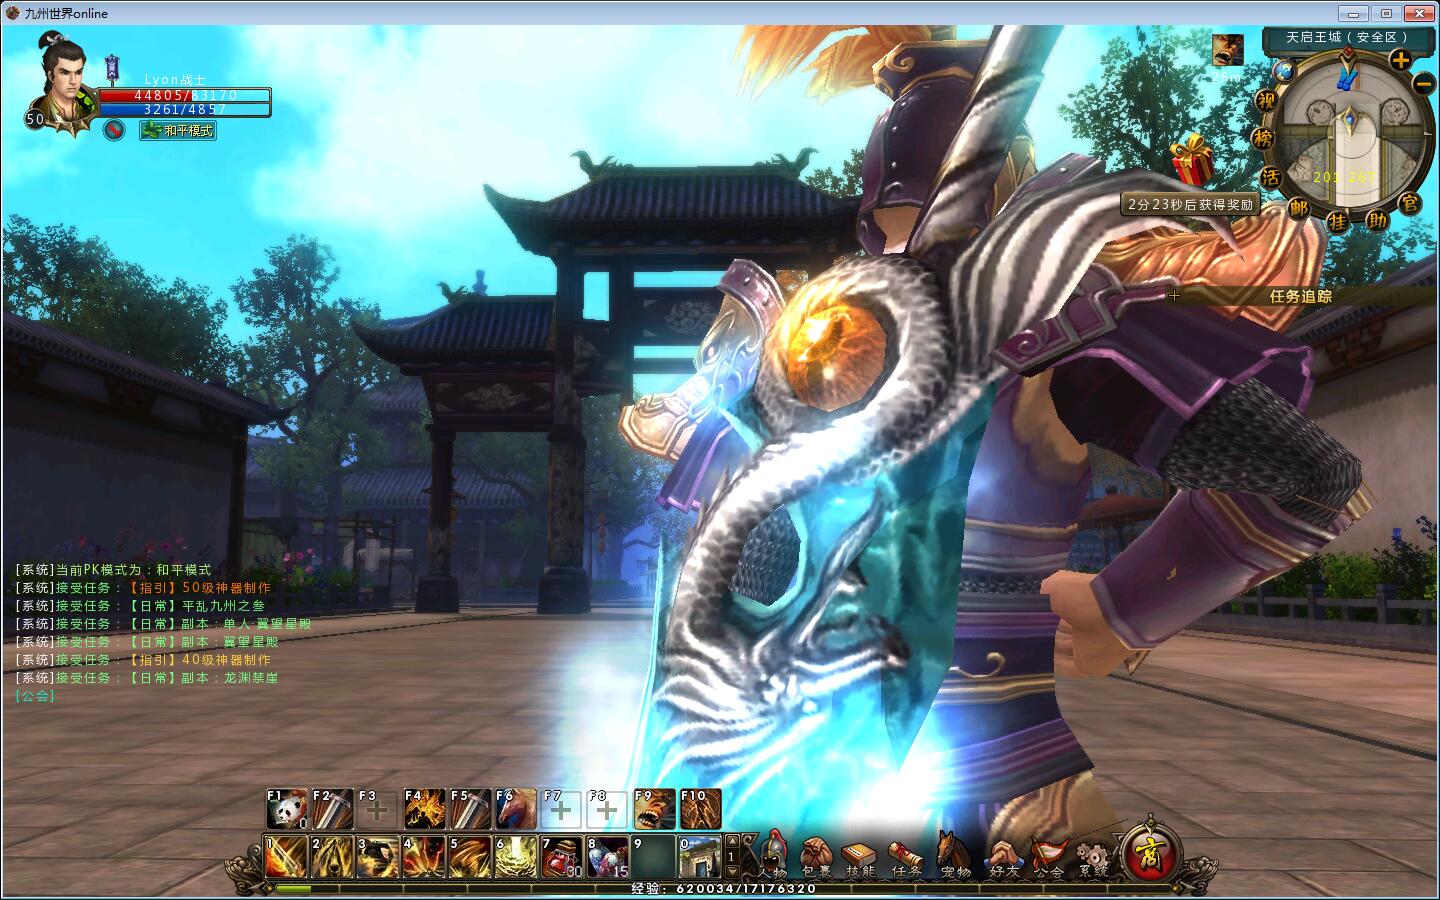 九州世界online
Lyon战士
44805/83170
3261/4857
50
和平模式
26m
天启王城（安全区）
视
榜
活
邮
挂
助
官
201 267
2分23秒后获得奖励
任务追踪
[系统]当前PK模式为：和平模式
[系统]接受任务：【指引】50级神器制作
[系统]接受任务：【日常】平乱九州之叁
[系统]接受任务：【日常】副本：单人·翼望星殿
[系统]接受任务：【日常】副本：翼望星殿
[系统]接受任务：【指引】40级神器制作
[系统]接受任务：【日常】副本：龙渊禁崖
[公会]
F1 F2 F3 F4 F5 F6 F7 F8 F9 F10
0
1 2 3 4 5 6 7 8 9 0
30 15
1
人物 包裹 技能 任务 宠物 好友 公会 系统
商
经验：620034/17176320